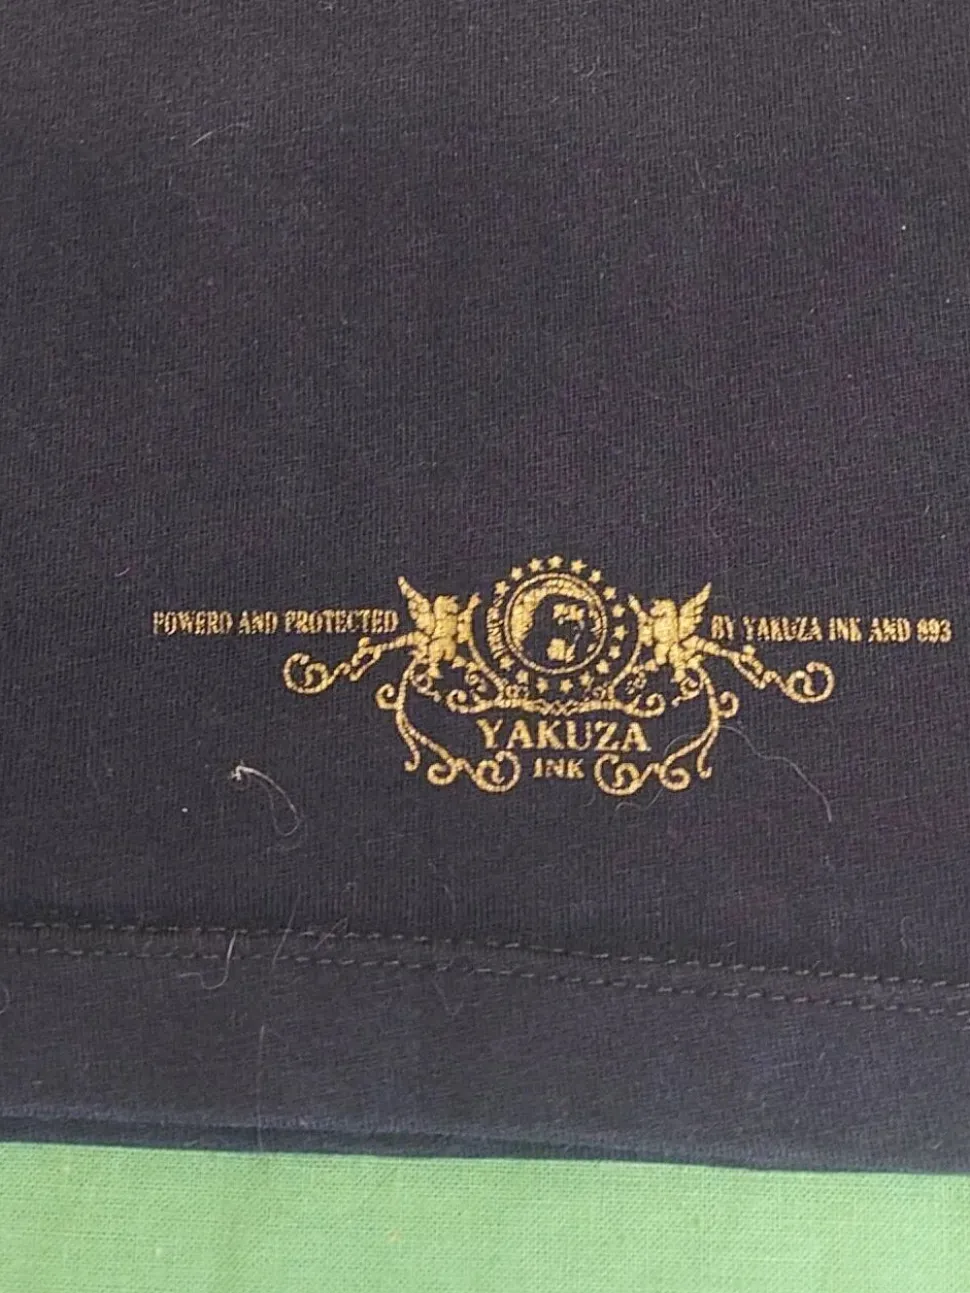 POWERD AND PROTECTED
BY YAKUZA INK AND 893
YAKUZA
INK